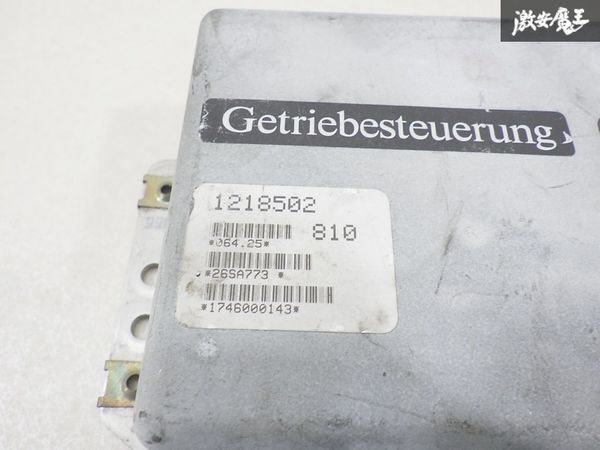 激安魔王
Getriebesteuerung
1218502
810
*064.25*
*26SA773 *
*1746000143*